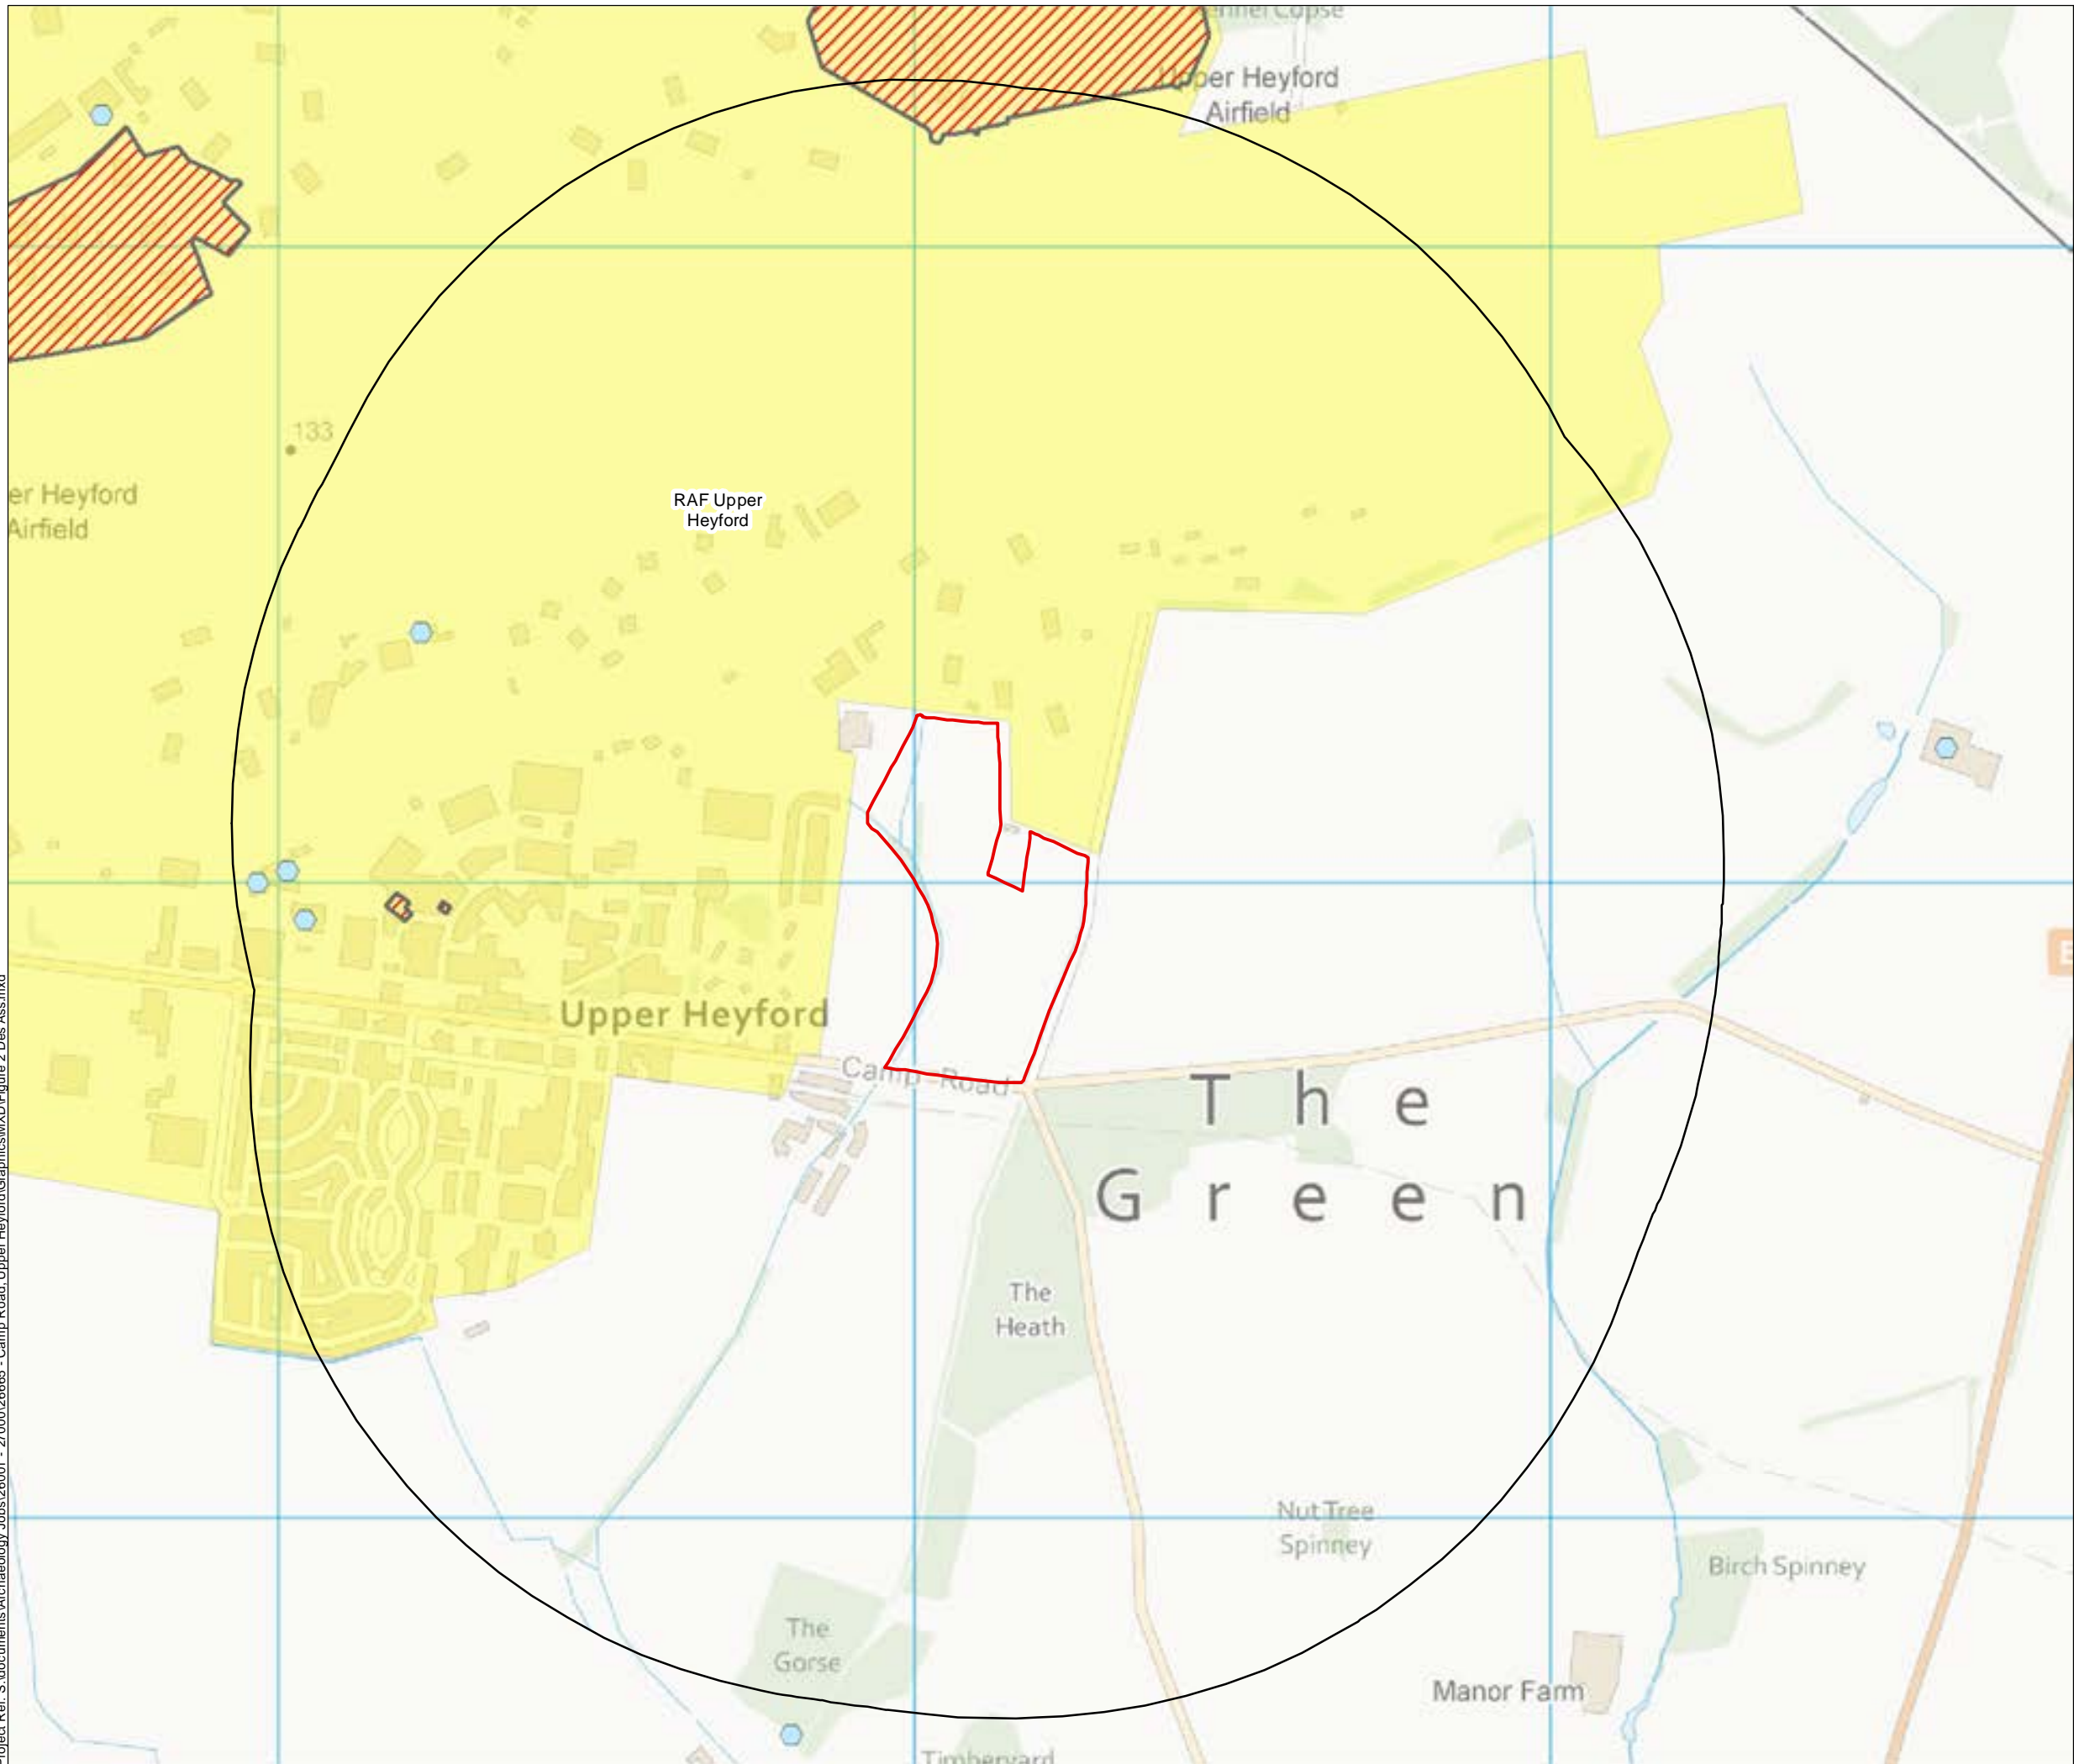 Upper Heyford
Airfield
133
er Heyford
Airfield
RAF Upper
Heyford
Upper Heyford
Camp Road
The
Green
The
Heath
Nut Tree
Spinney
Birch Spinney
The
Gorse
Manor Farm